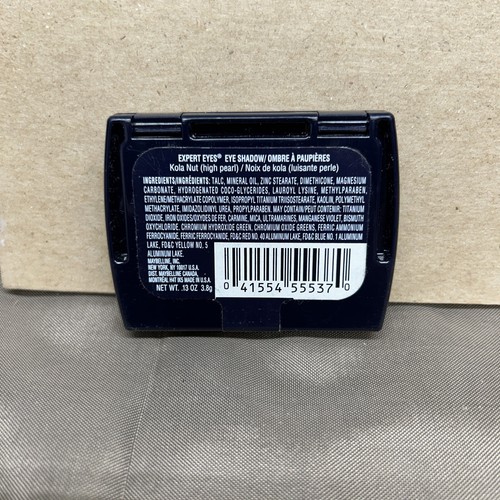 EXPERT EYES® EYE SHADOW/OMBRE À PAUPIÈRES
Kola Nut (high pearl) / Noix de kola (luisante perle)
INGREDIENTS/INGRÉDIENTS: TALC, MINERAL OIL, ZINC STEARATE, DIMETHICONE, MAGNESIUM
CARBONATE, HYDROGENATED COCO-GLYCERIDES, LAUROYL LYSINE, METHYLPARABEN,
ETHYLENE/METHACRYLATE COPOLYMER, ISOPROPYL TITANIUM TRIISOSTEARATE, KAOLIN, POLYMETHYL
METHACRYLATE, IMIDAZOLIDINYL UREA, PROPYLPARABEN. MAY CONTAIN/PEUT CONTENIR: TITANIUM
DIOXIDE, IRON OXIDES/OXYDES DE FER, CARMINE, MICA, ULTRAMARINES, MANGANESE VIOLET, BISMUTH
OXYCHLORIDE, CHROMIUM HYDROXIDE GREEN, CHROMIUM OXIDE GREENS, FERRIC AMMONIUM
FERROCYANIDE, FERRIC FERROCYANIDE, FD&C RED NO. 40 ALUMINUM LAKE, FD&C BLUE NO. 1 ALUMINUM
LAKE, FD&C YELLOW NO. 5
ALUMINUM LAKE.
MAYBELLINE, INC.
NEW YORK, NY 10017 U.S.A.
DIST. MAYBELLINE CANADA,
MONTRÉAL H4T 1K5 MADE IN U.S.A.
NET WT. .13 OZ 3.8g
0 41554 55537 0